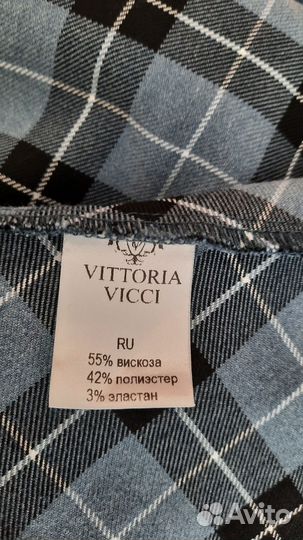 VITTORIA
VICCI
RU
55% вискоза
42% полиэстер
3% эластан
Avito